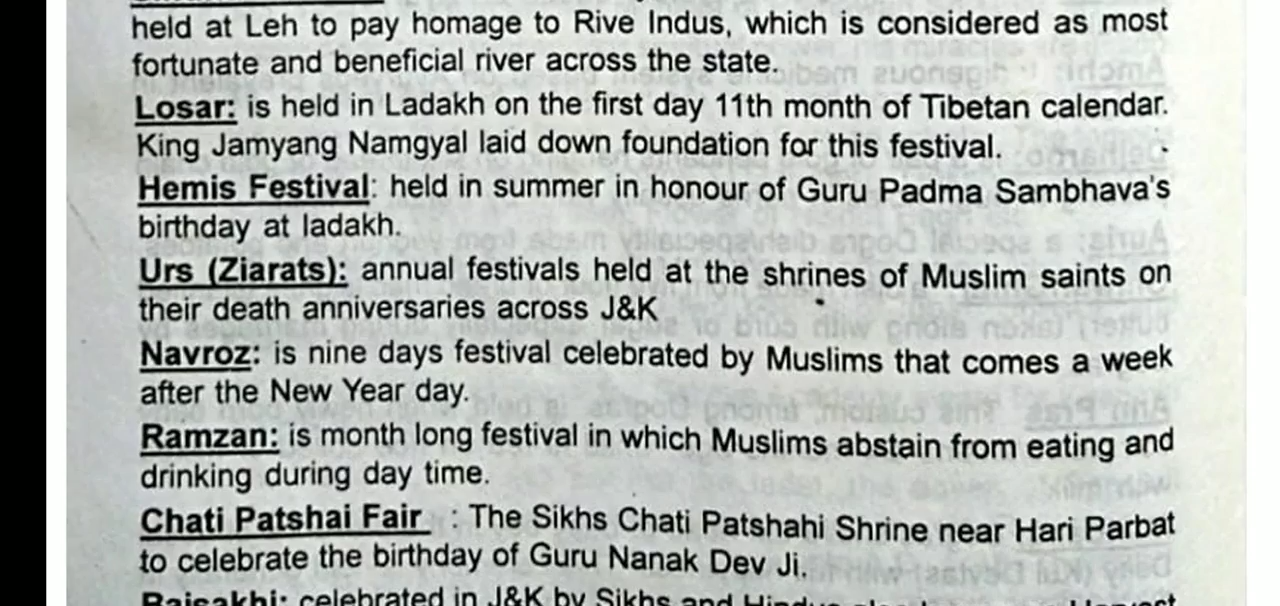 held at Leh to pay homage to Rive Indus, which is considered as most
fortunate and beneficial river across the state.
Losar: is held in Ladakh on the first day 11th month of Tibetan calendar.
King Jamyang Namgyal laid down foundation for this festival.
Hemis Festival: held in summer in honour of Guru Padma Sambhava's
birthday at ladakh.
Urs (Ziarats): annual festivals held at the shrines of Muslim saints on
their death anniversaries across J&K
Navroz: is nine days festival celebrated by Muslims that comes a week
after the New Year day.
Ramzan: is month long festival in which Muslims abstain from eating and
drinking during day time.
Chati Patshai Fair : The Sikhs Chati Patshahi Shrine near Hari Parbat
to celebrate the birthday of Guru Nanak Dev Ji.
Baisakhi: celebrated in J&K by Sikhs and